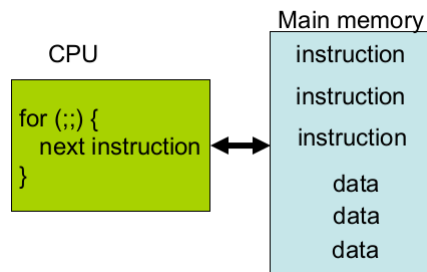 CPU
for (;;) {
next instruction
}
Main memory
instruction
instruction
instruction
data
data
data